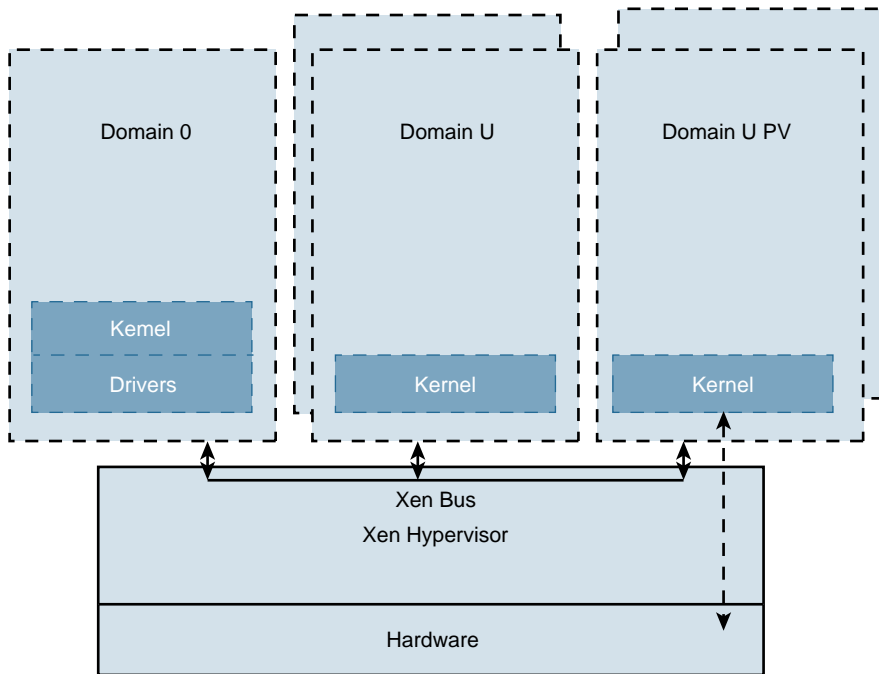 Domain 0
Domain U
Domain U PV
Kemel
Drivers
Kernel
Kernel
Xen Bus
Xen Hypervisor
Hardware